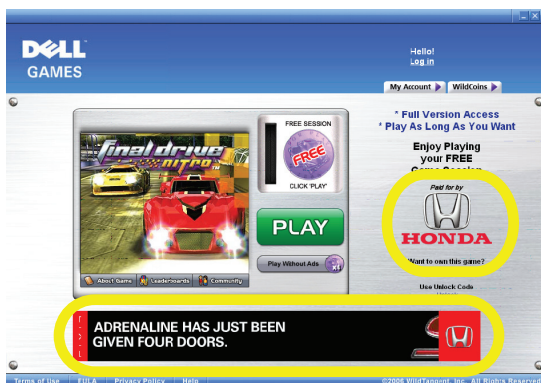 DELL
GAMES
Hello!
Log in
My Account
WildCoins
* Full Version Access
* Play As Long As You Want
Enjoy Playing
your FREE
Game Session
Paid for by
HONDA
Want to own this game?
Use Unlock Code
final drive
nitro
FREE SESSION
FREE
CLICK 'PLAY'
PLAY
Play Without Ads
x1
About Game
Leaderboards
Community
ADRENALINE HAS JUST BEEN
GIVEN FOUR DOORS.
Terms of Use
EULA
Privacy Policy
Help
©2006 WildTangent, Inc. All Rights Reserved